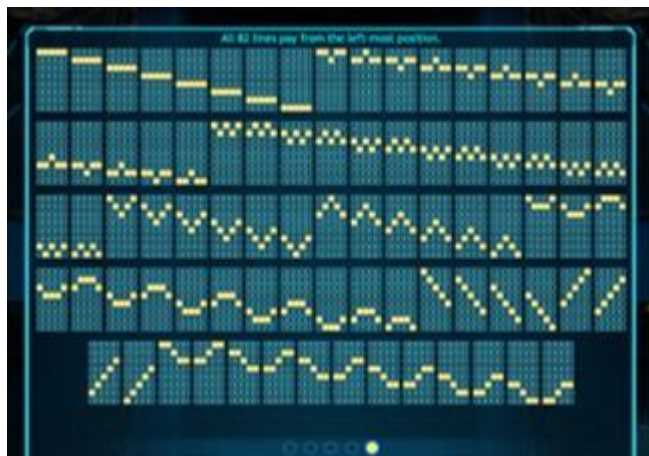 All 82 lines pay from the left-most position.